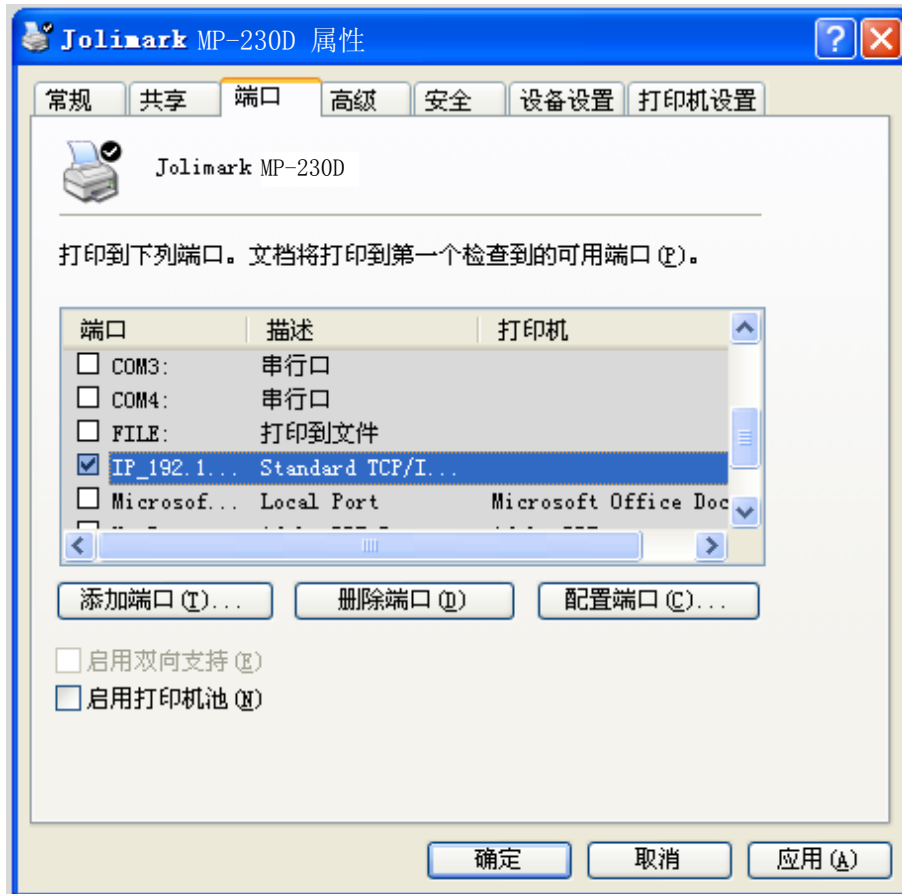 Jolimark MP-230D 属性
常规 共享 端口 高级 安全 设备设置 打印机设置
Jolimark MP-230D
打印到下列端口。文档将打印到第一个检查到的可用端口(P)。
端口 描述 打印机
COM3: 串行口
COM4: 串行口
FILE: 打印到文件
IP_192.1... Standard TCP/I...
Microsof... Local Port Microsoft Office Doc
添加端口(T)... 删除端口(D) 配置端口(C)...
启用双向支持(E)
启用打印机池(N)
确定 取消 应用(A)